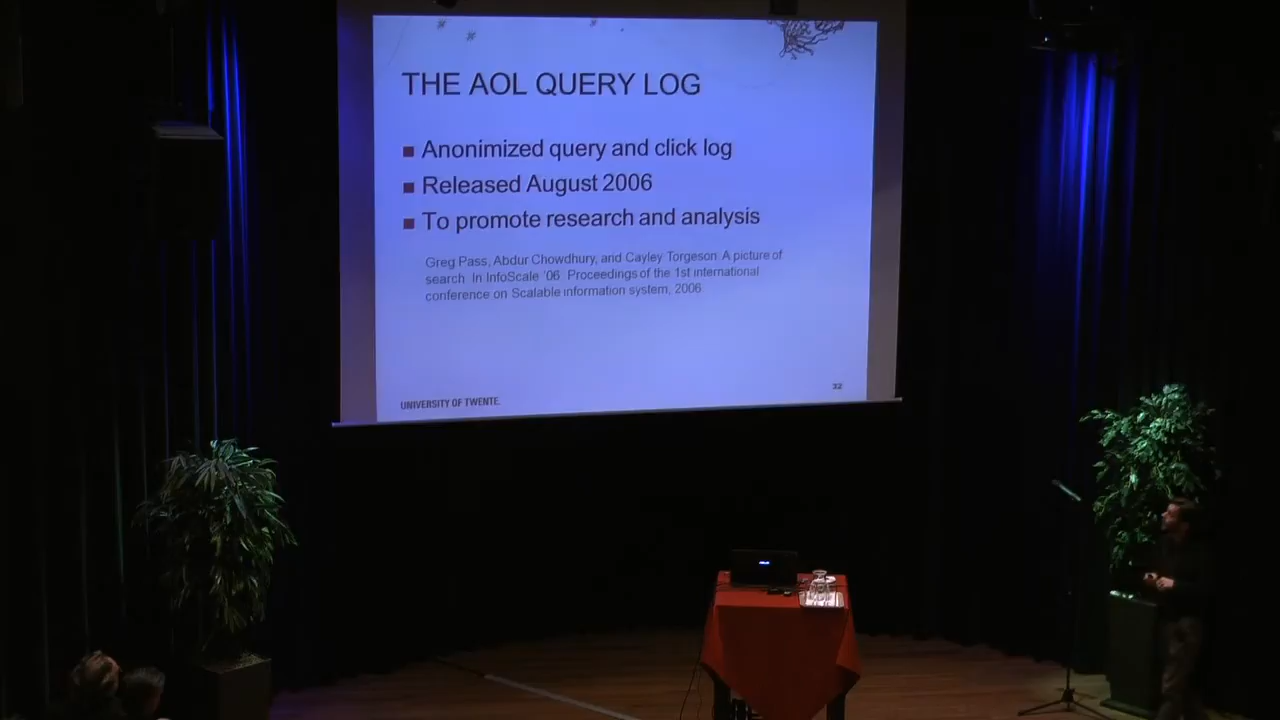 THE AOL QUERY LOG
Anonimized query and click log
Released August 2006
To promote research and analysis
Greg Pass, Abdur Chowdhury, and Cayley Torgeson. A picture of
search. In InfoScale '06. Proceedings of the 1st international
conference on Scalable information system, 2006
32
UNIVERSITY OF TWENTE.